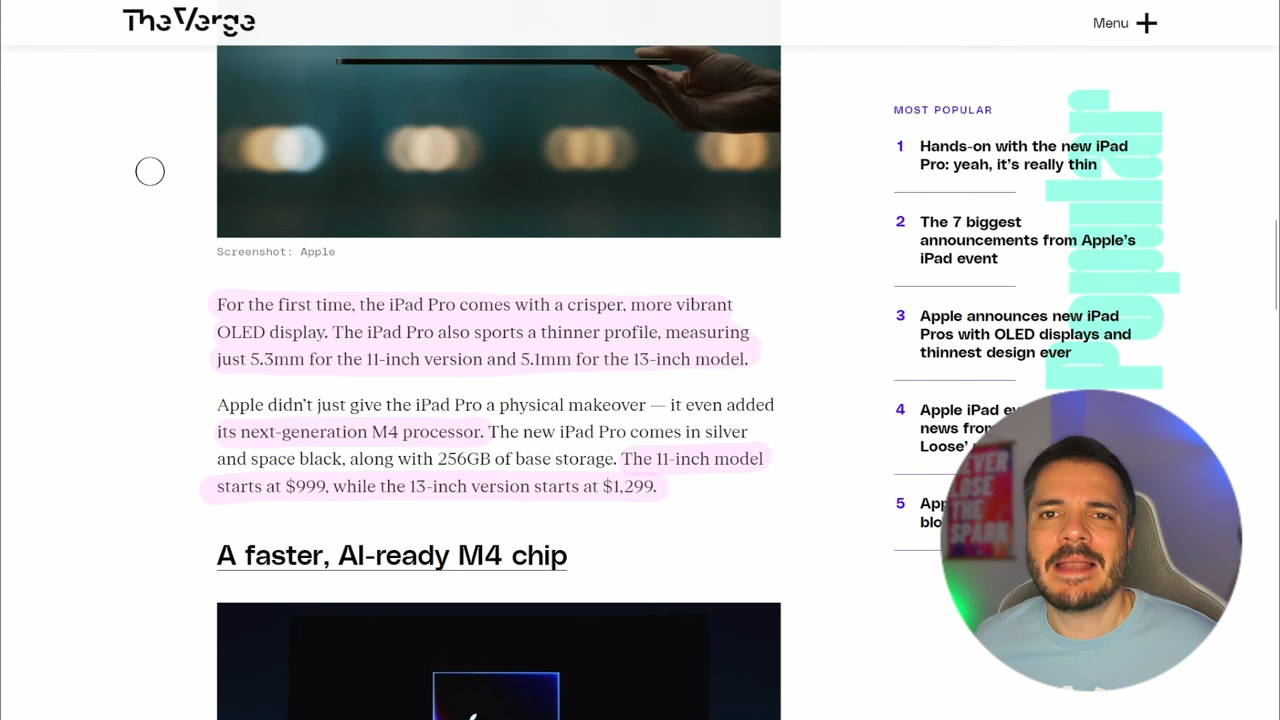 The Verge
Menu
Screenshot: Apple
For the first time, the iPad Pro comes with a crisper, more vibrant
OLED display. The iPad Pro also sports a thinner profile, measuring
just 5.3mm for the 11-inch version and 5.1mm for the 13-inch model.
Apple didn’t just give the iPad Pro a physical makeover — it even added
its next-generation M4 processor. The new iPad Pro comes in silver
and space black, along with 256GB of base storage. The 11-inch model
starts at $999, while the 13-inch version starts at $1,299.
A faster, AI-ready M4 chip
MOST POPULAR
Popular
1 Hands-on with the new iPad
Pro: yeah, it’s really thin
2 The 7 biggest
announcements from Apple’s
iPad event
3 Apple announces new iPad
Pros with OLED displays and
thinnest design ever
4 Apple iPad
news from
Loose’
5
EVER
LOSE
THE
SPARK